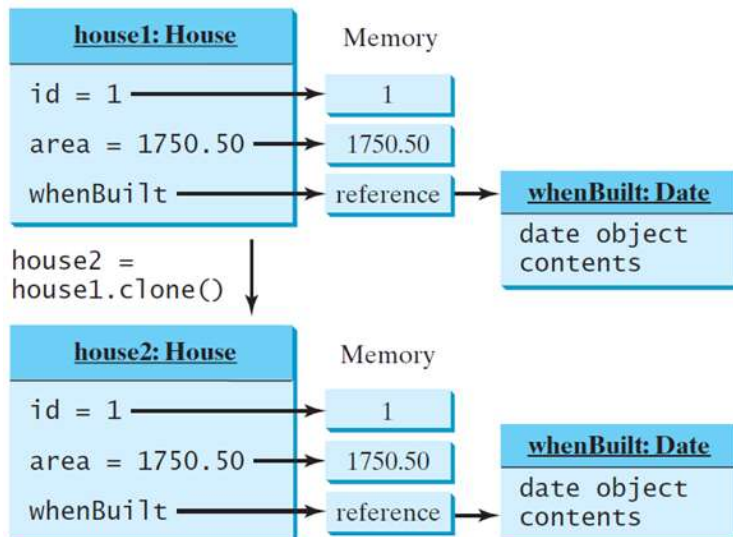 house1: House
Memory
id = 1
1
area = 1750.50
1750.50
whenBuilt
reference
whenBuilt: Date
date object
contents
house2 =
house1.clone()
house2: House
Memory
id = 1
1
area = 1750.50
1750.50
whenBuilt
reference
whenBuilt: Date
date object
contents